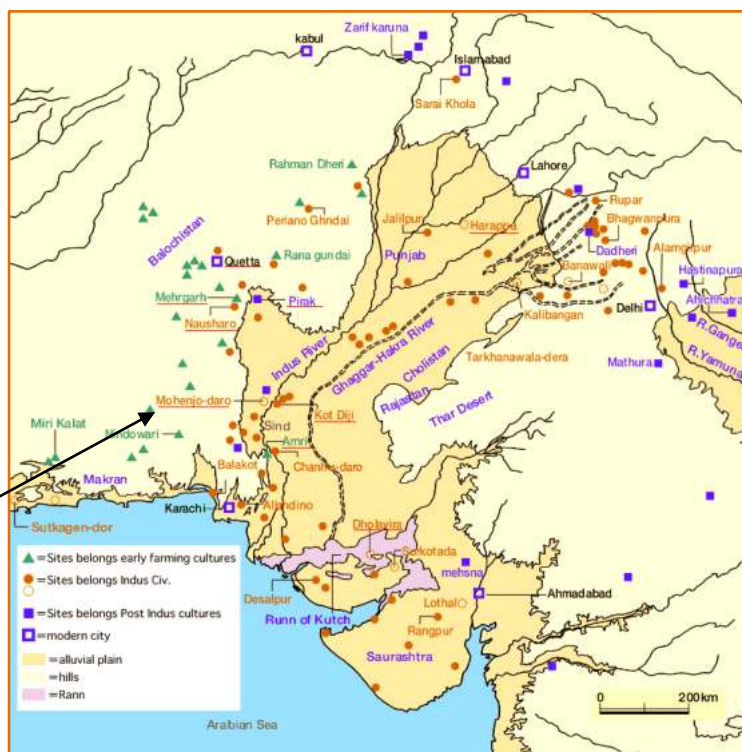 Zarif karuna
kabul
Islamabad
Sarai Khola
Rahman Dheri
Lahore
Periano Ghndai
Jalilpur
Harappa
Rupar
Bhagwanpura
Balochistan
Punjab
Dadheri
Quetta
Rana gundai
Banawali
Alamgirpur
Hastinapura
Mehrgarh
Pirak
Kalibangan
Delhi
Ahichhatra
Nausharo
Indus River
Ghaggar-Hakra River
R.Gange
R.Yamuna
Cholistan
Tarkhanawala-dera
Mathura
Mohenjo-daro
Kot Diji
Rajastan
Thar Desert
Miri Kalat
Nindowari
Sind
Amri
Makran
Balakot
Chanhu-daro
Karachi
Allahdino
Sutkagen-dor
Dholavira
Surkotada
mehsna
=Sites belongs early farming cultures
=Sites belongs Indus Civ.
=Sites belongs Post Indus cultures
=modern city
=alluvial plain
=hills
=Rann
Desalpur
Ahmadabad
Runn of Kutch
Lothal
Rangpur
Saurashtra
0 200km
Arabian Sea